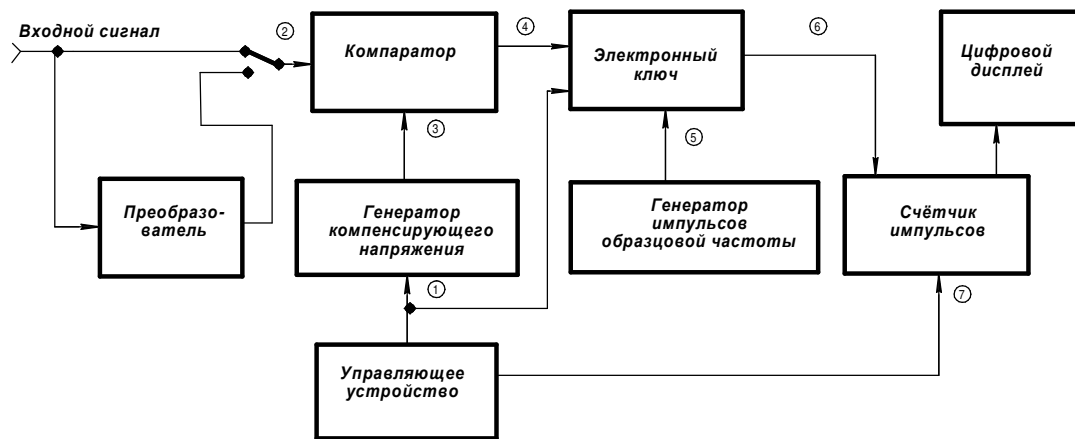 Входной сигнал
②
Компаратор
④
Электронный
ключ
⑥
Цифровой
дисплей
③
⑤
Преобразо-
ватель
Генератор
компенсирующего
напряжения
Генератор
импульсов
образцовой частоты
Счётчик
импульсов
①
⑦
Управляющее
устройство